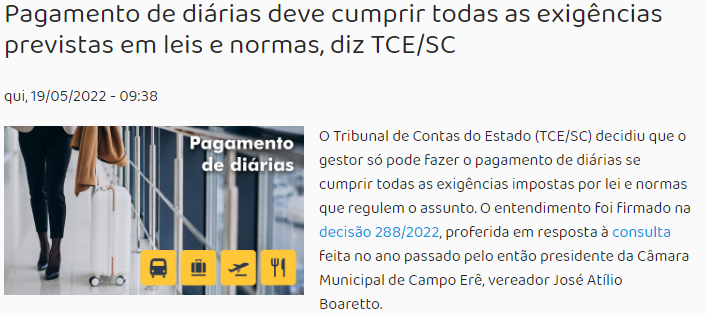 Pagamento de diárias deve cumprir todas as exigências
previstas em leis e normas, diz TCE/SC
qui, 19/05/2022 - 09:38
Pagamento
de diárias
O Tribunal de Contas do Estado (TCE/SC) decidiu que o
gestor só pode fazer o pagamento de diárias se
cumprir todas as exigências impostas por lei e normas
que regulem o assunto. O entendimento foi firmado na
decisão 288/2022, proferida em resposta à consulta
feita no ano passado pelo então presidente da Câmara
Municipal de Campo Erê, vereador José Atílio
Boaretto.